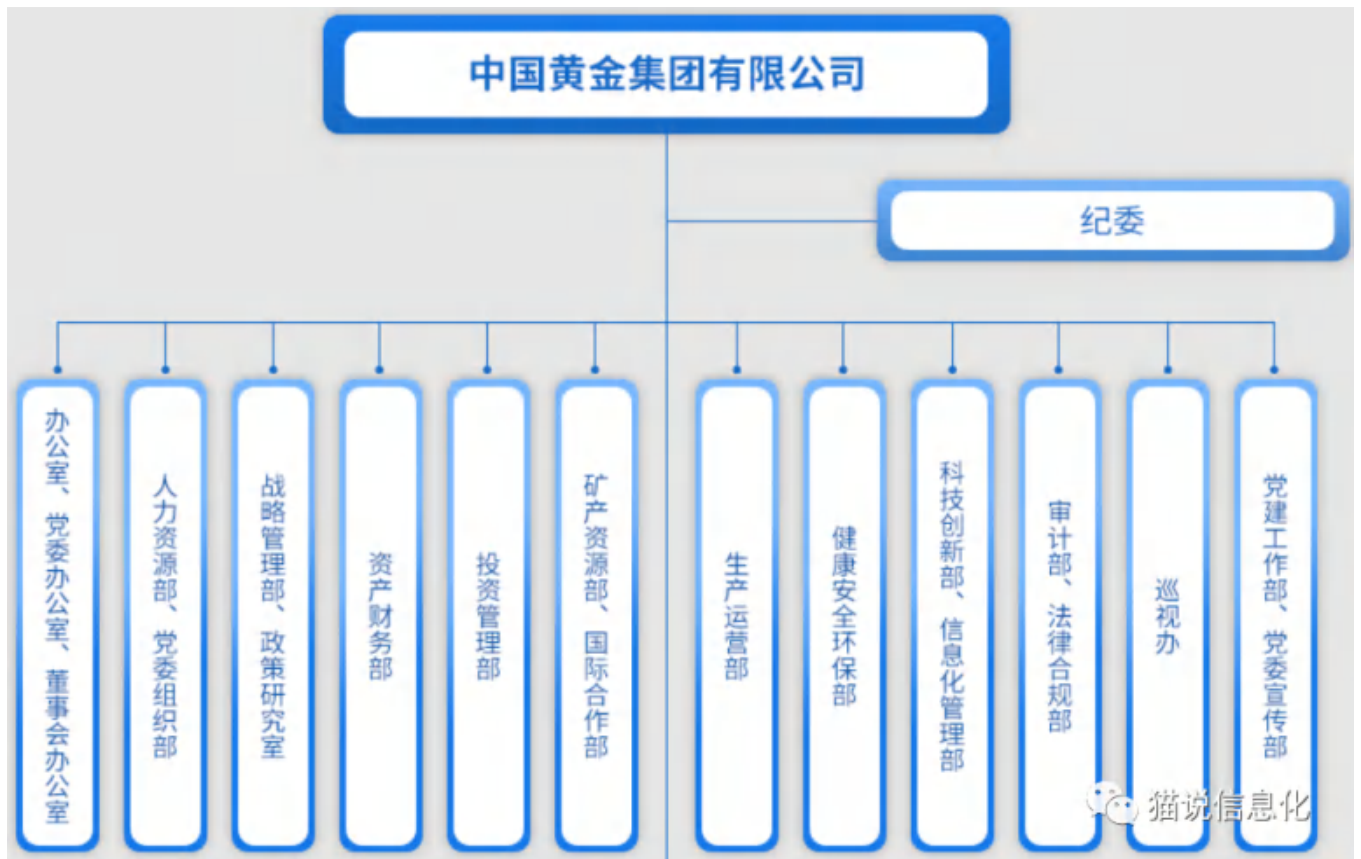 中国黄金集团有限公司
纪委
办公室、党委办公室、董事会办公室
人力资源部、党委组织部
战略管理部、政策研究室
资产财务部
投资管理部
矿产资源部、国际合作部
生产运营部
健康安全环保部
科技创新部、信息化管理部
审计部、法律合规部
巡视办
党建工作部、党委宣传部
猫说信息化